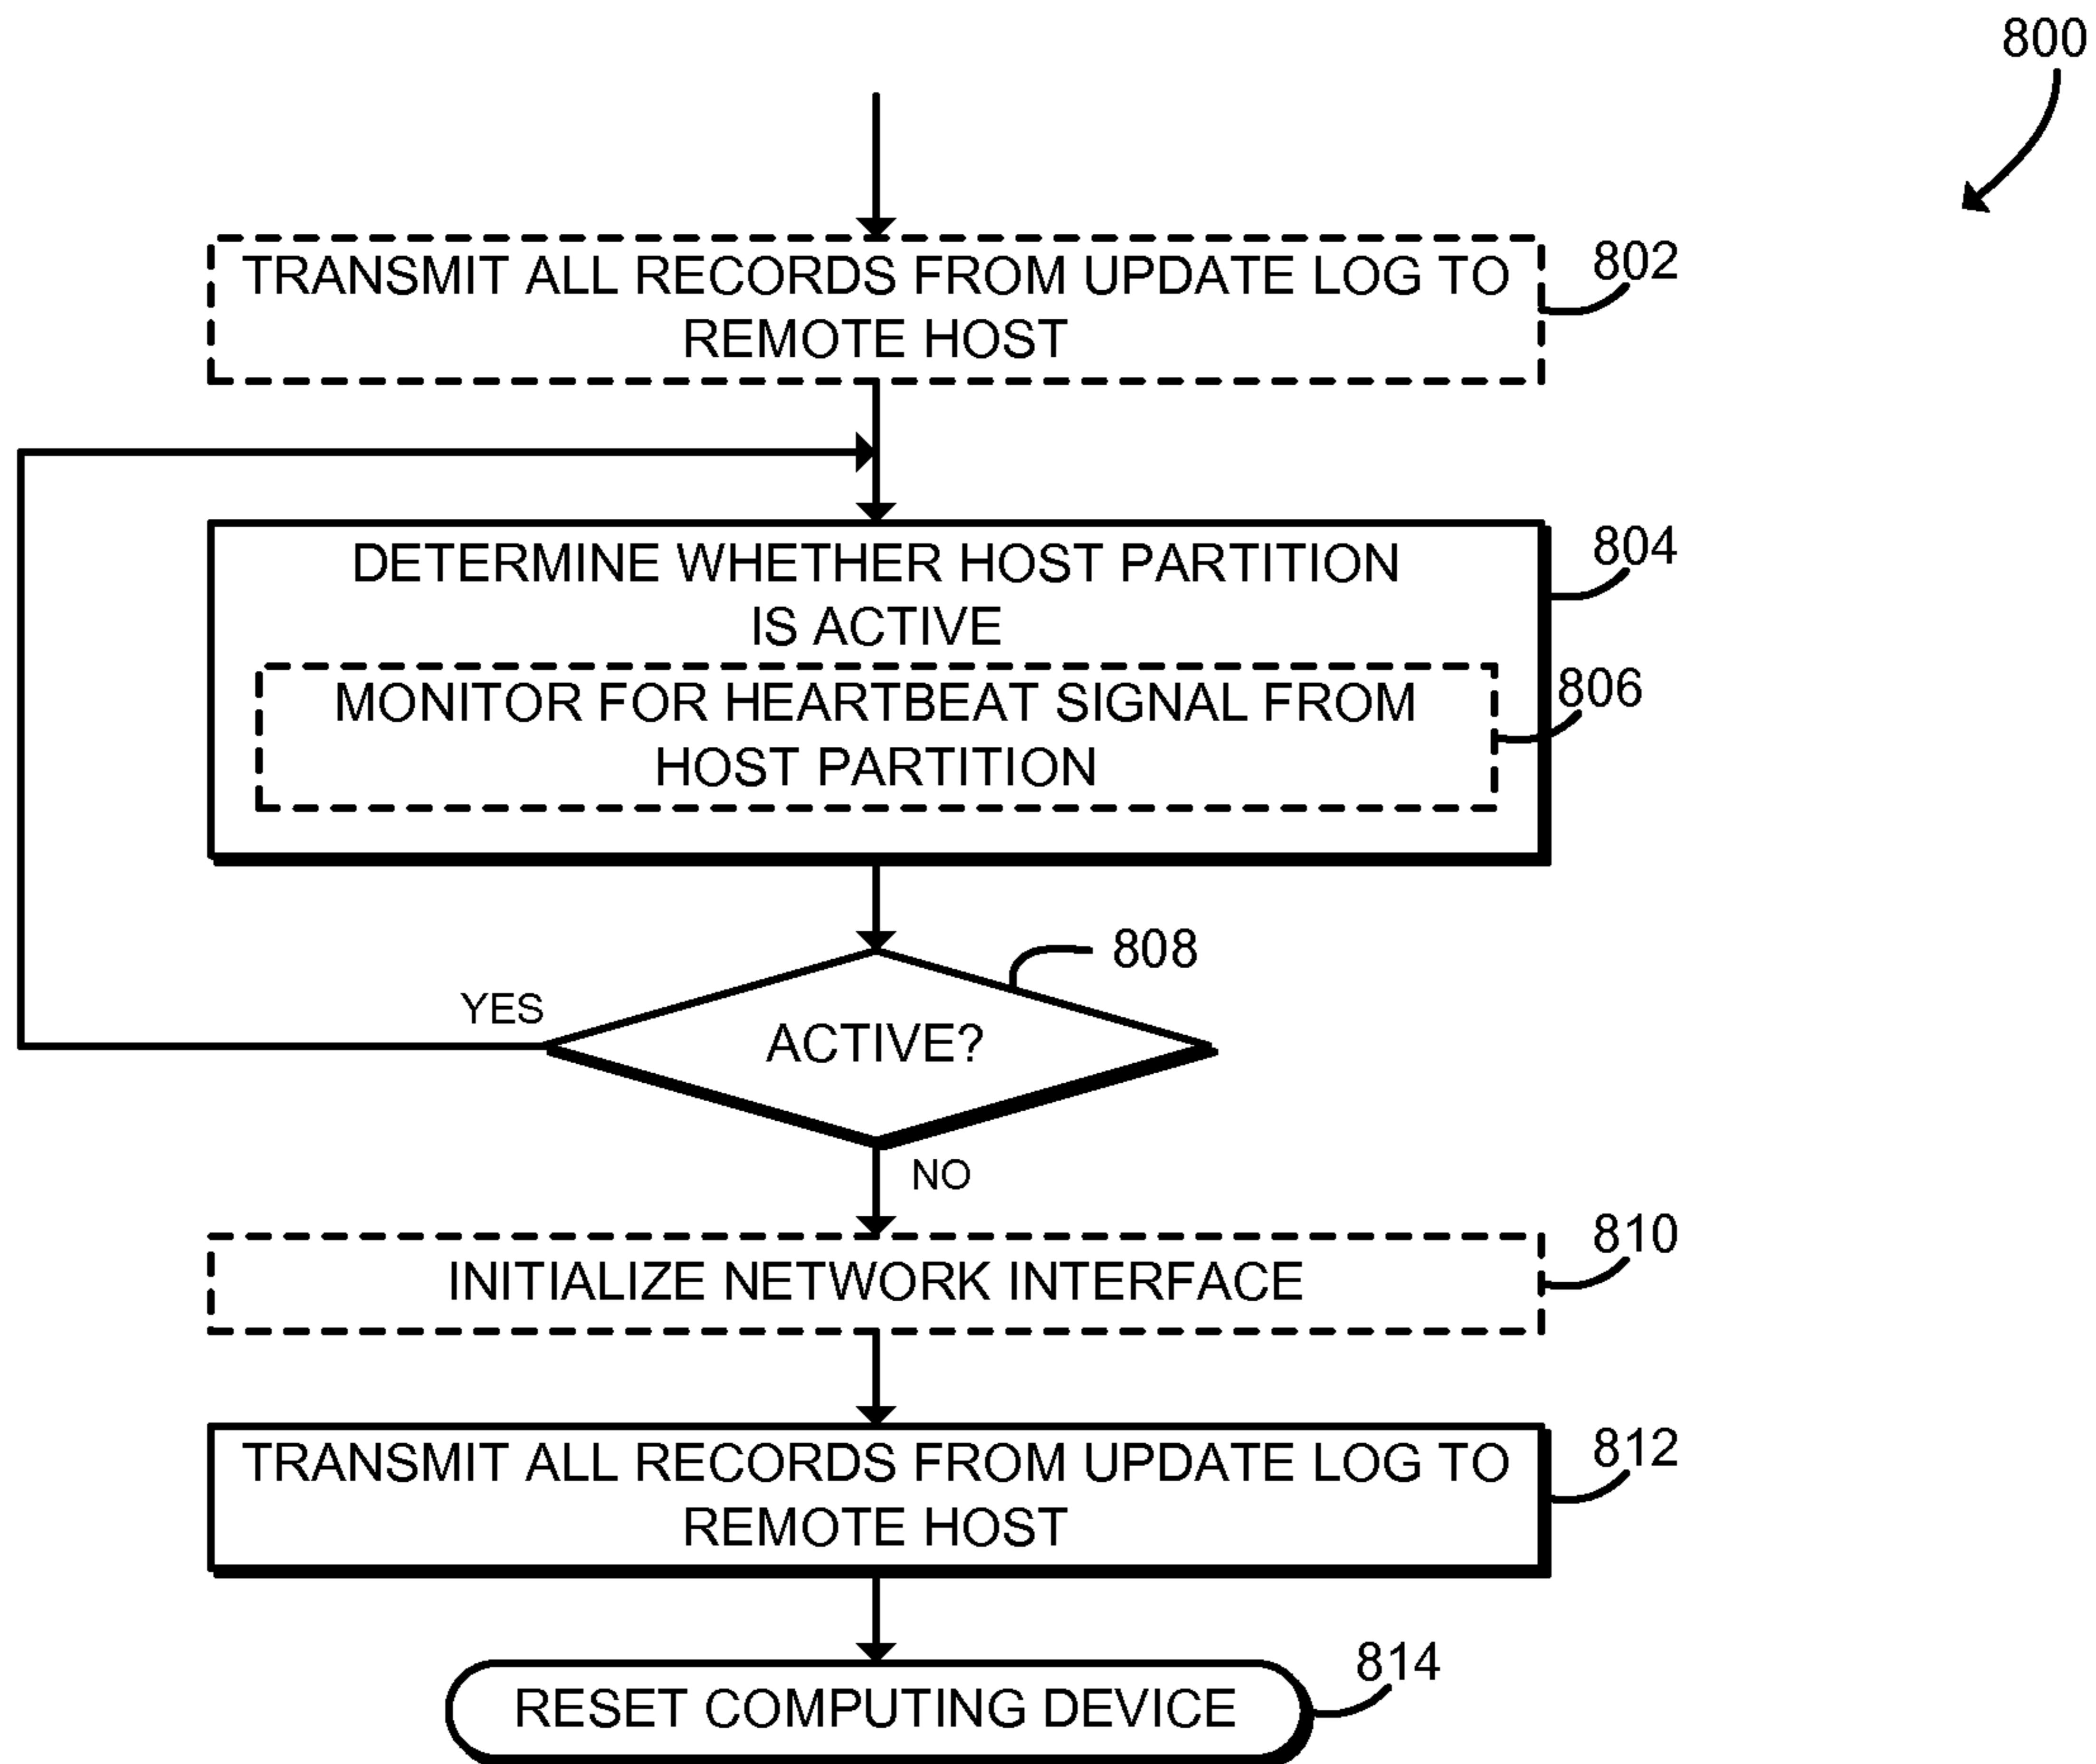 800
TRANSMIT ALL RECORDS FROM UPDATE LOG TO
REMOTE HOST
802
DETERMINE WHETHER HOST PARTITION
IS ACTIVE
804
MONITOR FOR HEARTBEAT SIGNAL FROM
HOST PARTITION
806
808
YES
ACTIVE?
NO
810
INITIALIZE NETWORK INTERFACE
TRANSMIT ALL RECORDS FROM UPDATE LOG TO
REMOTE HOST
812
814
RESET COMPUTING DEVICE